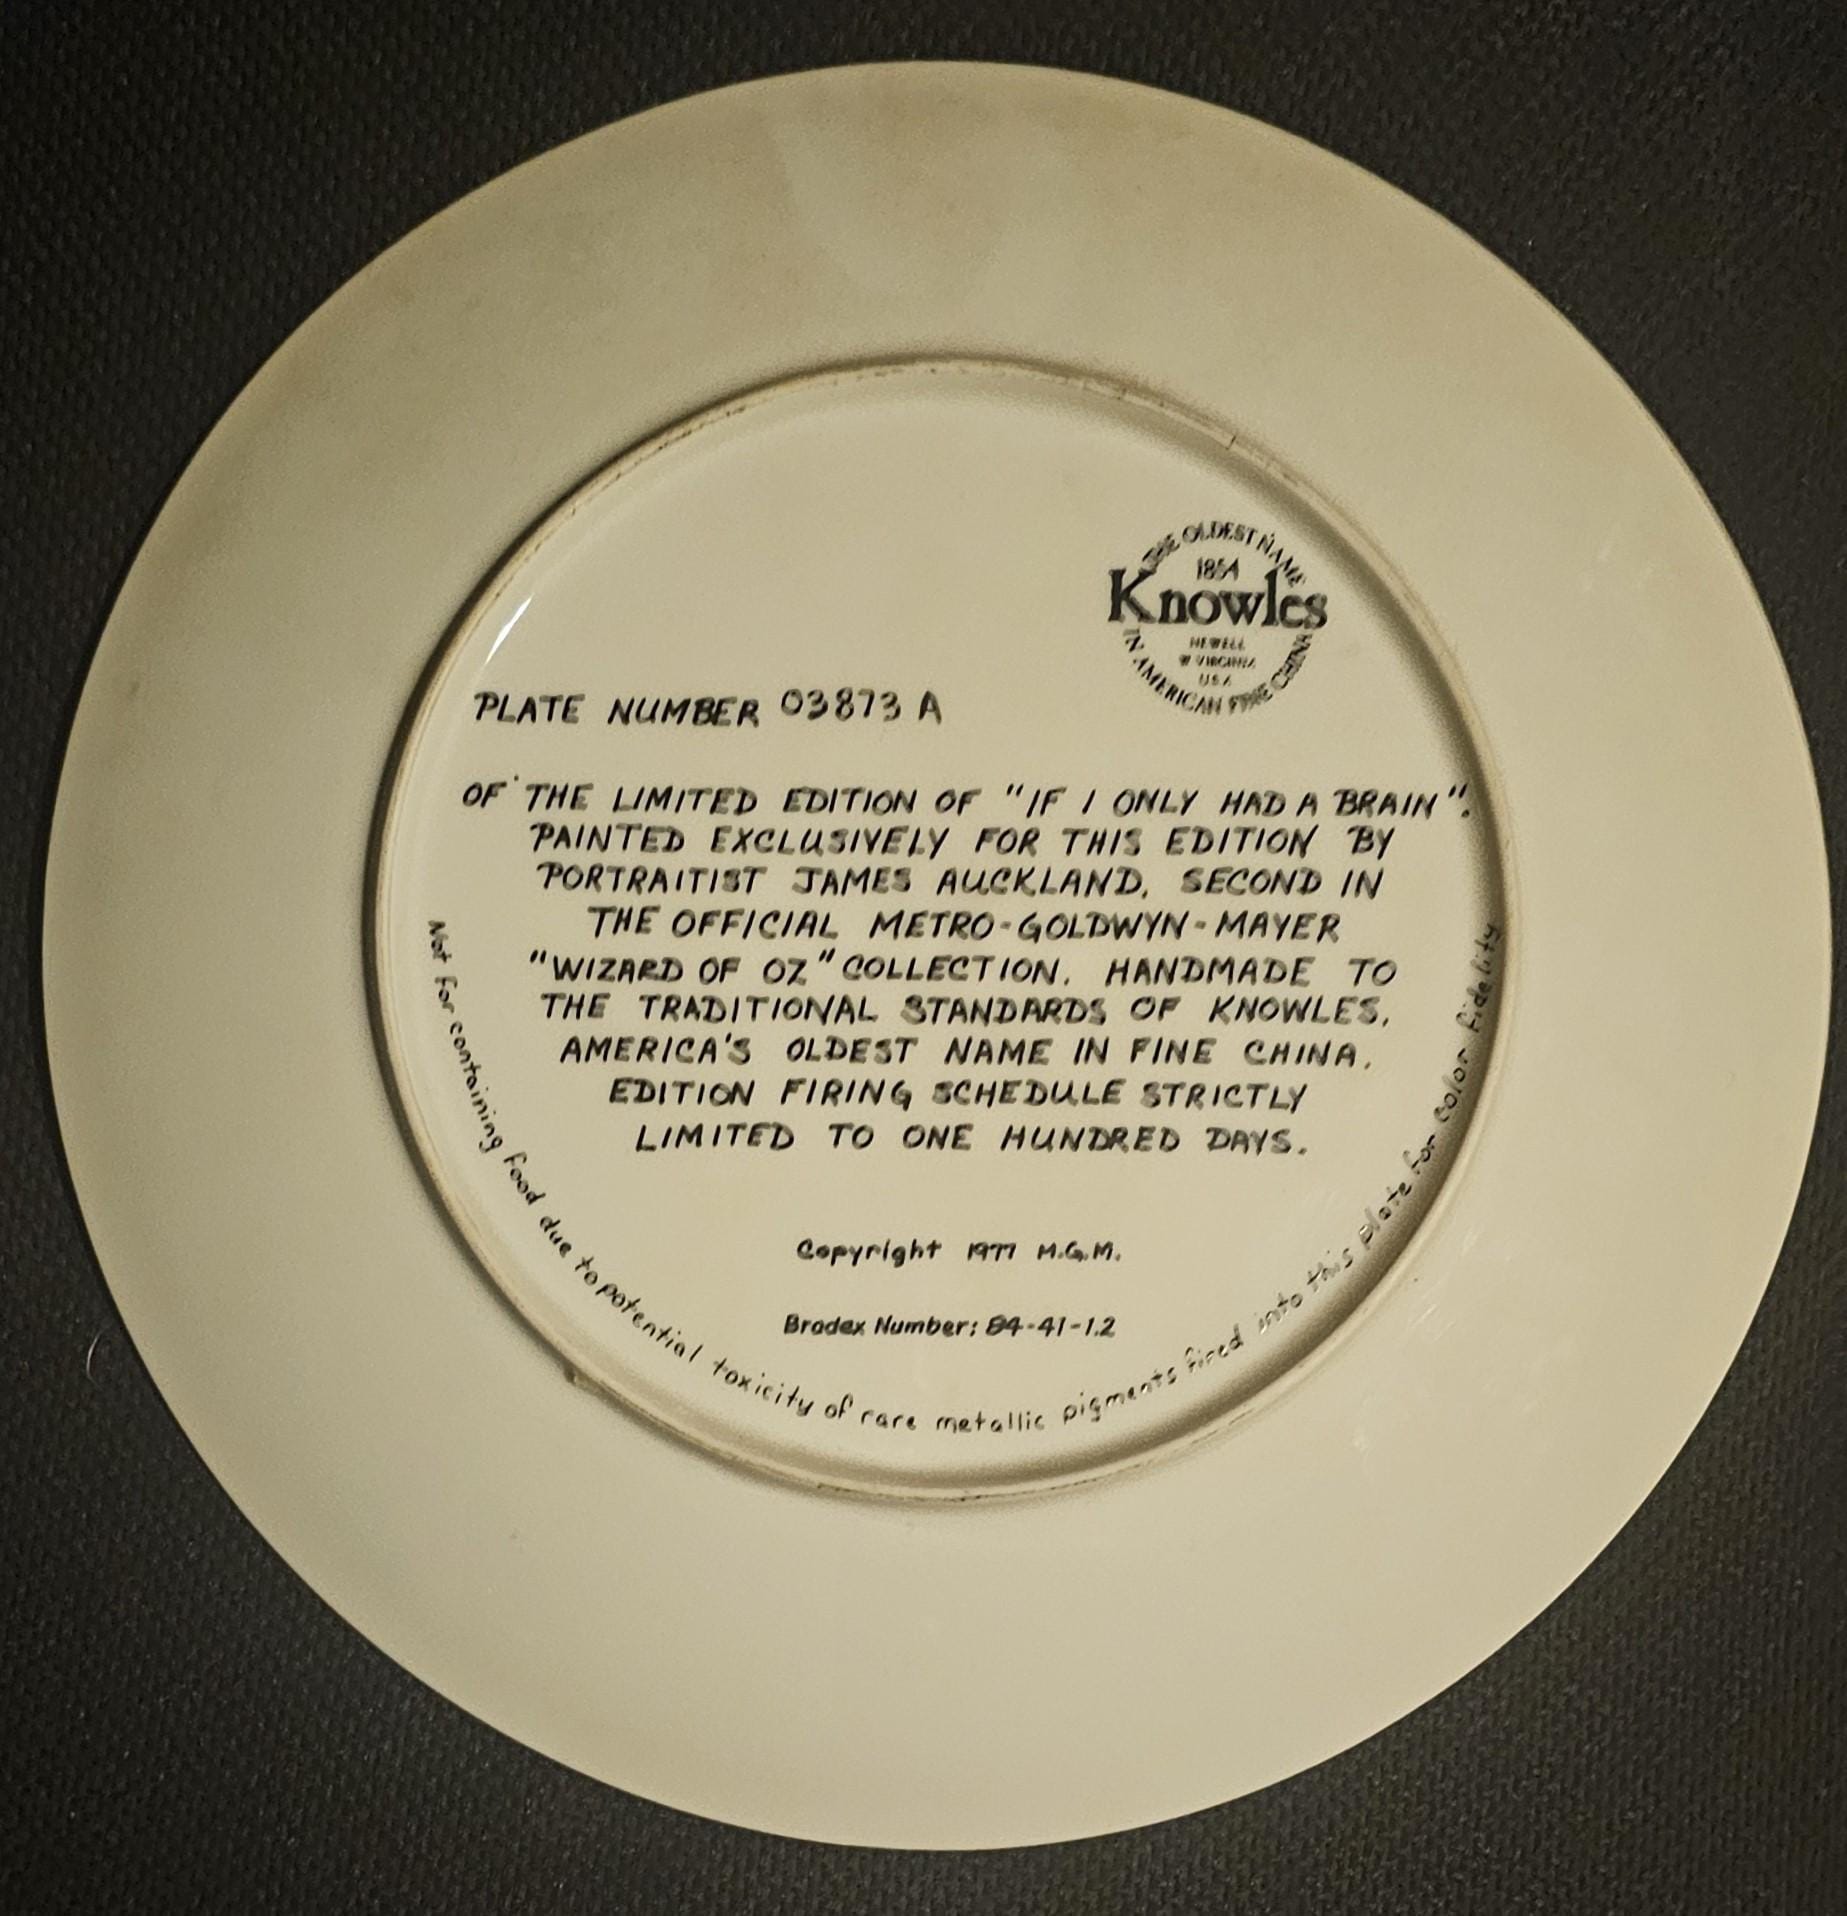 THE OLDEST NAME
1854
Knowles
NEWELL
W VIRGINIA
USA
IN AMERICAN FINE CHINA
PLATE NUMBER 03873 A
OF THE LIMITED EDITION OF "IF I ONLY HAD A BRAIN".
PAINTED EXCLUSIVELY FOR THIS EDITION BY
PORTRAITIST JAMES AUCKLAND, SECOND IN
THE OFFICIAL METRO-GOLDWYN-MAYER
"WIZARD OF OZ" COLLECTION. HANDMADE TO
THE TRADITIONAL STANDARDS OF KNOWLES,
AMERICA'S OLDEST NAME IN FINE CHINA.
EDITION FIRING SCHEDULE STRICTLY
LIMITED TO ONE HUNDRED DAYS.
Copyright 1977 M.G.M.
Bradex Number: 84-41-1.2
Not for containing food due to potential toxicity of rare metallic pigments fired into this plate for color fidelity